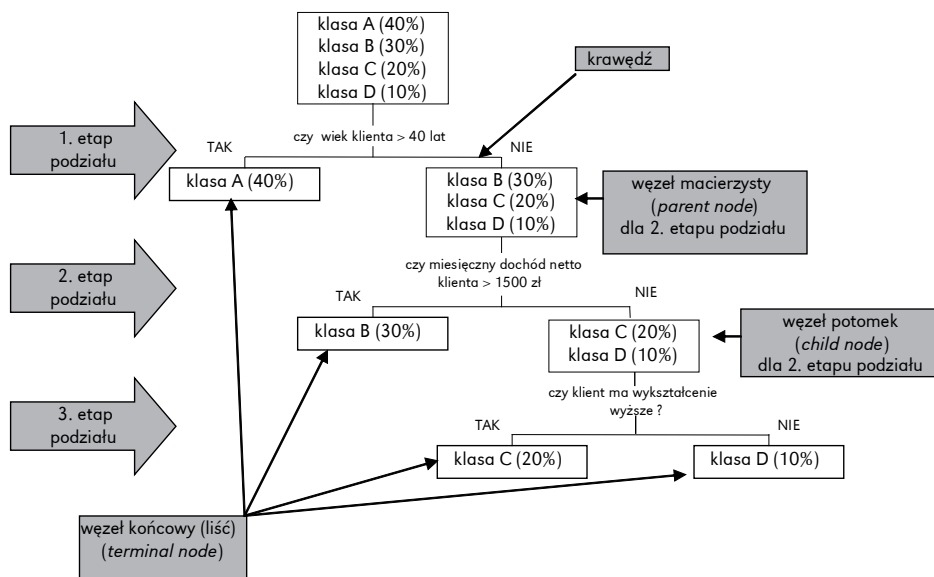 klasa A (40%)
klasa B (30%)
klasa C (20%)
klasa D (10%)
krawędź
1. etap
podziału
czy wiek klienta > 40 lat
TAK
NIE
klasa A (40%)
klasa B (30%)
klasa C (20%)
klasa D (10%)
węzeł macierzysty
(parent node)
dla 2. etapu podziału
2. etap
podziału
czy miesięczny dochód netto
klienta > 1500 zł
TAK
NIE
klasa B (30%)
klasa C (20%)
klasa D (10%)
węzeł potomek
(child node)
dla 2. etapu podziału
3. etap
podziału
czy klient ma wykształcenie
wyższe ?
TAK
NIE
klasa C (20%)
klasa D (10%)
węzeł końcowy (liść)
(terminal node)